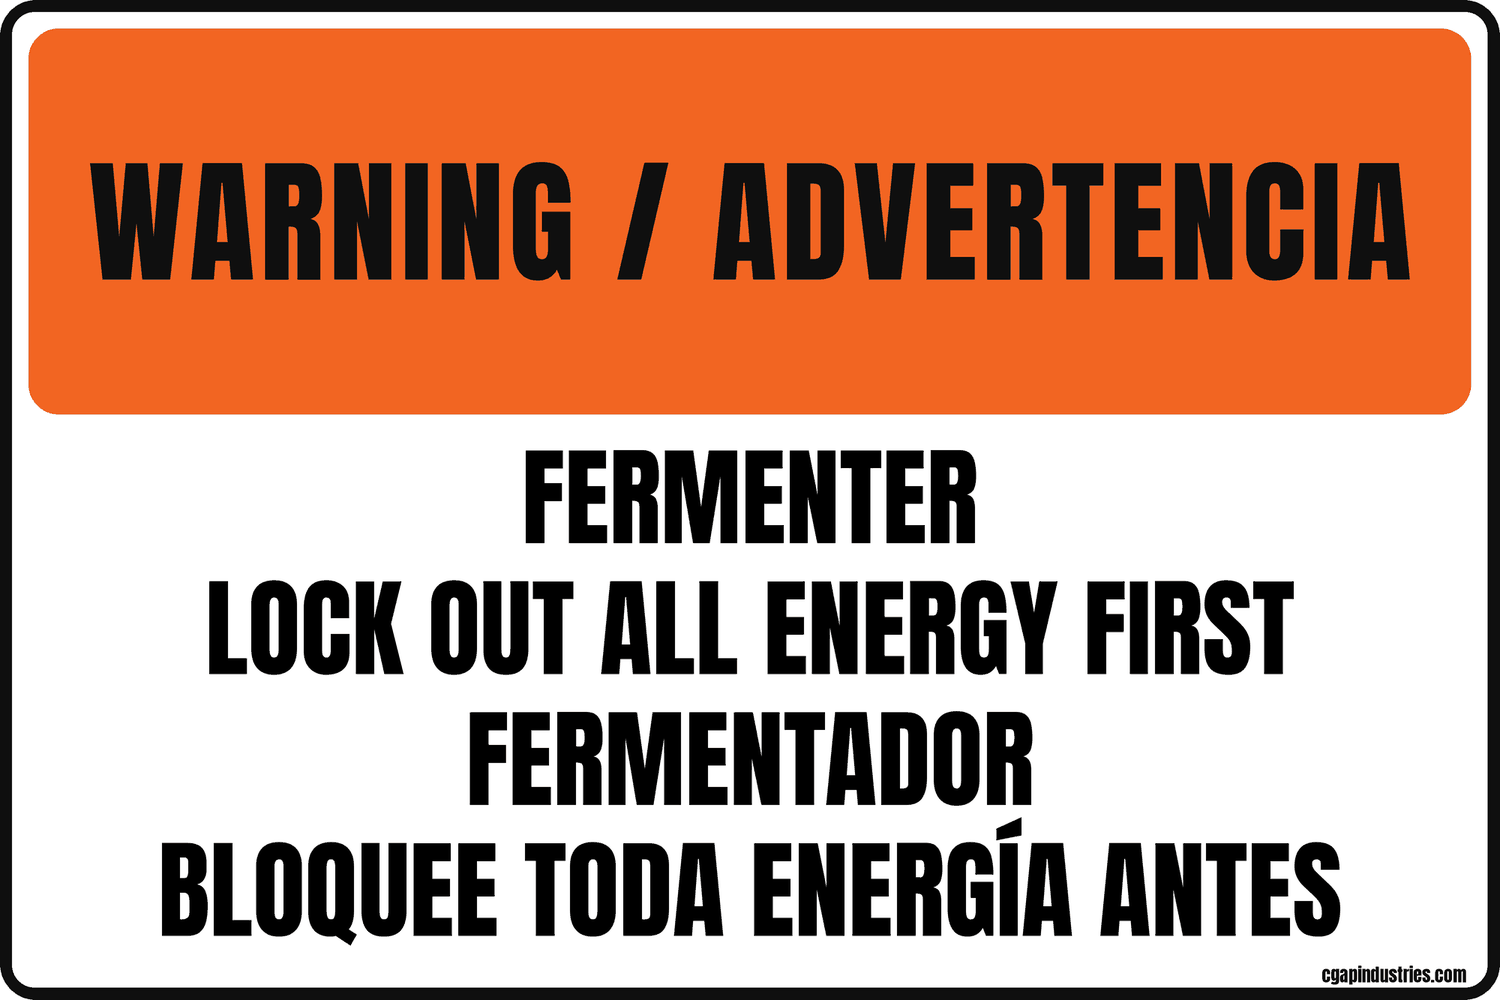 WARNING / ADVERTENCIA
FERMENTER
LOCK OUT ALL ENERGY FIRST
FERMENTADOR
BLOQUEE TODA ENERGÍA ANTES
cgapindustries.com